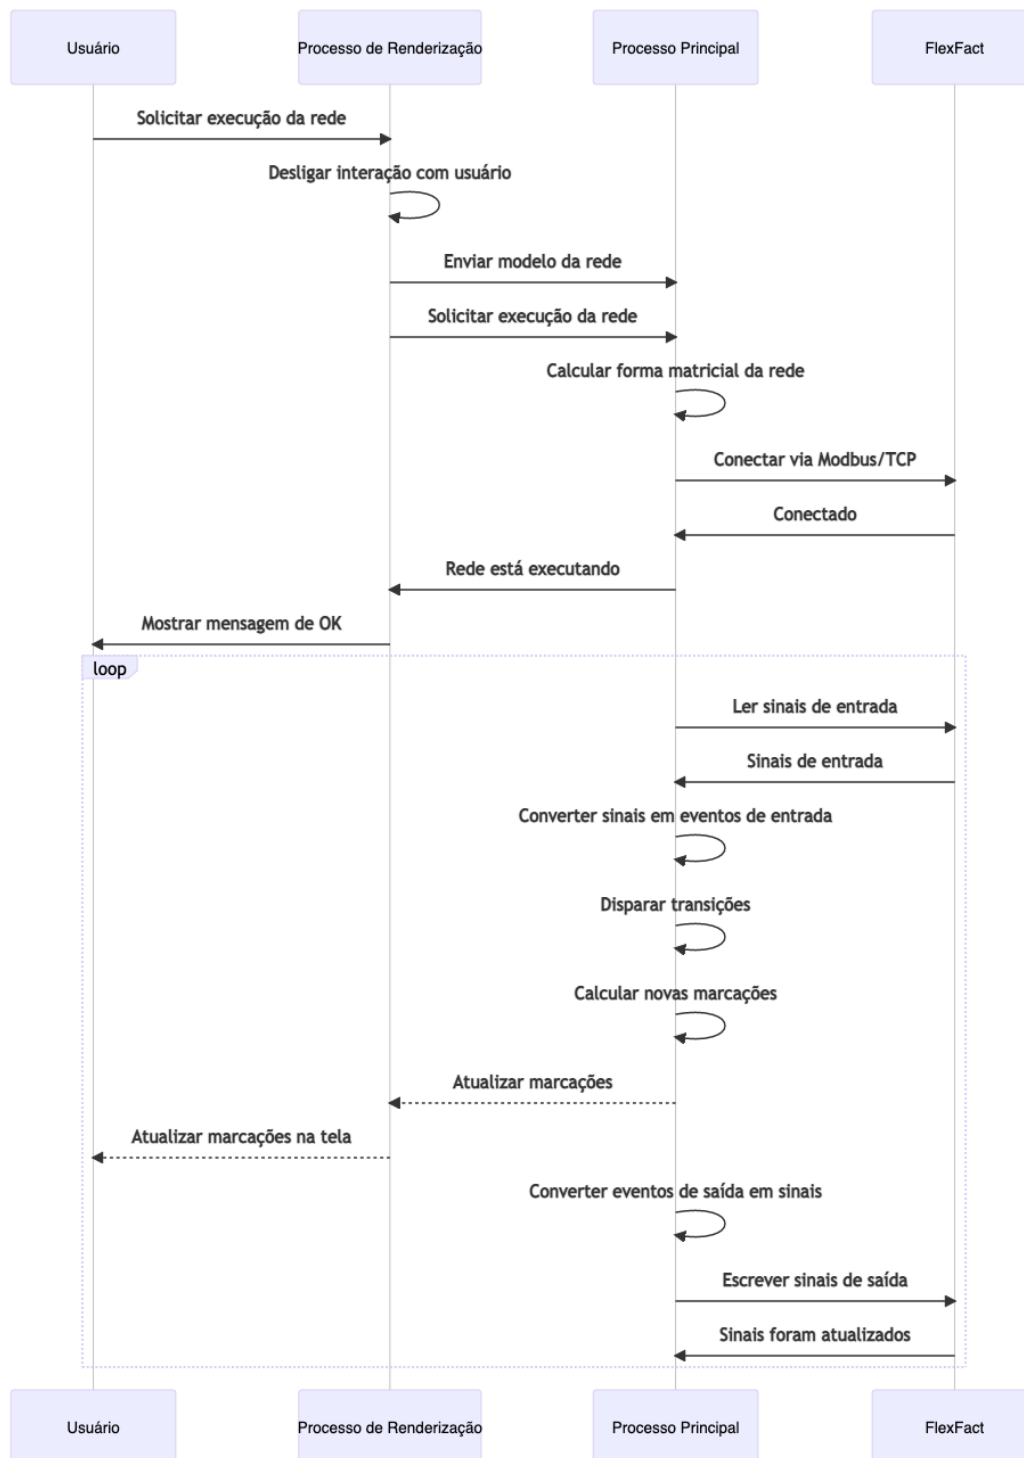 Usuário
Processo de Renderização
Processo Principal
FlexFact
Solicitar execução da rede
Desligar interação com usuário
Enviar modelo da rede
Solicitar execução da rede
Calcular forma matricial da rede
Conectar via Modbus/TCP
Conectado
Rede está executando
Mostrar mensagem de OK
loop
Ler sinais de entrada
Sinais de entrada
Converter sinais em eventos de entrada
Disparar transições
Calcular novas marcações
Atualizar marcações
Atualizar marcações na tela
Converter eventos de saída em sinais
Escrever sinais de saída
Sinais foram atualizados
Usuário
Processo de Renderização
Processo Principal
FlexFact